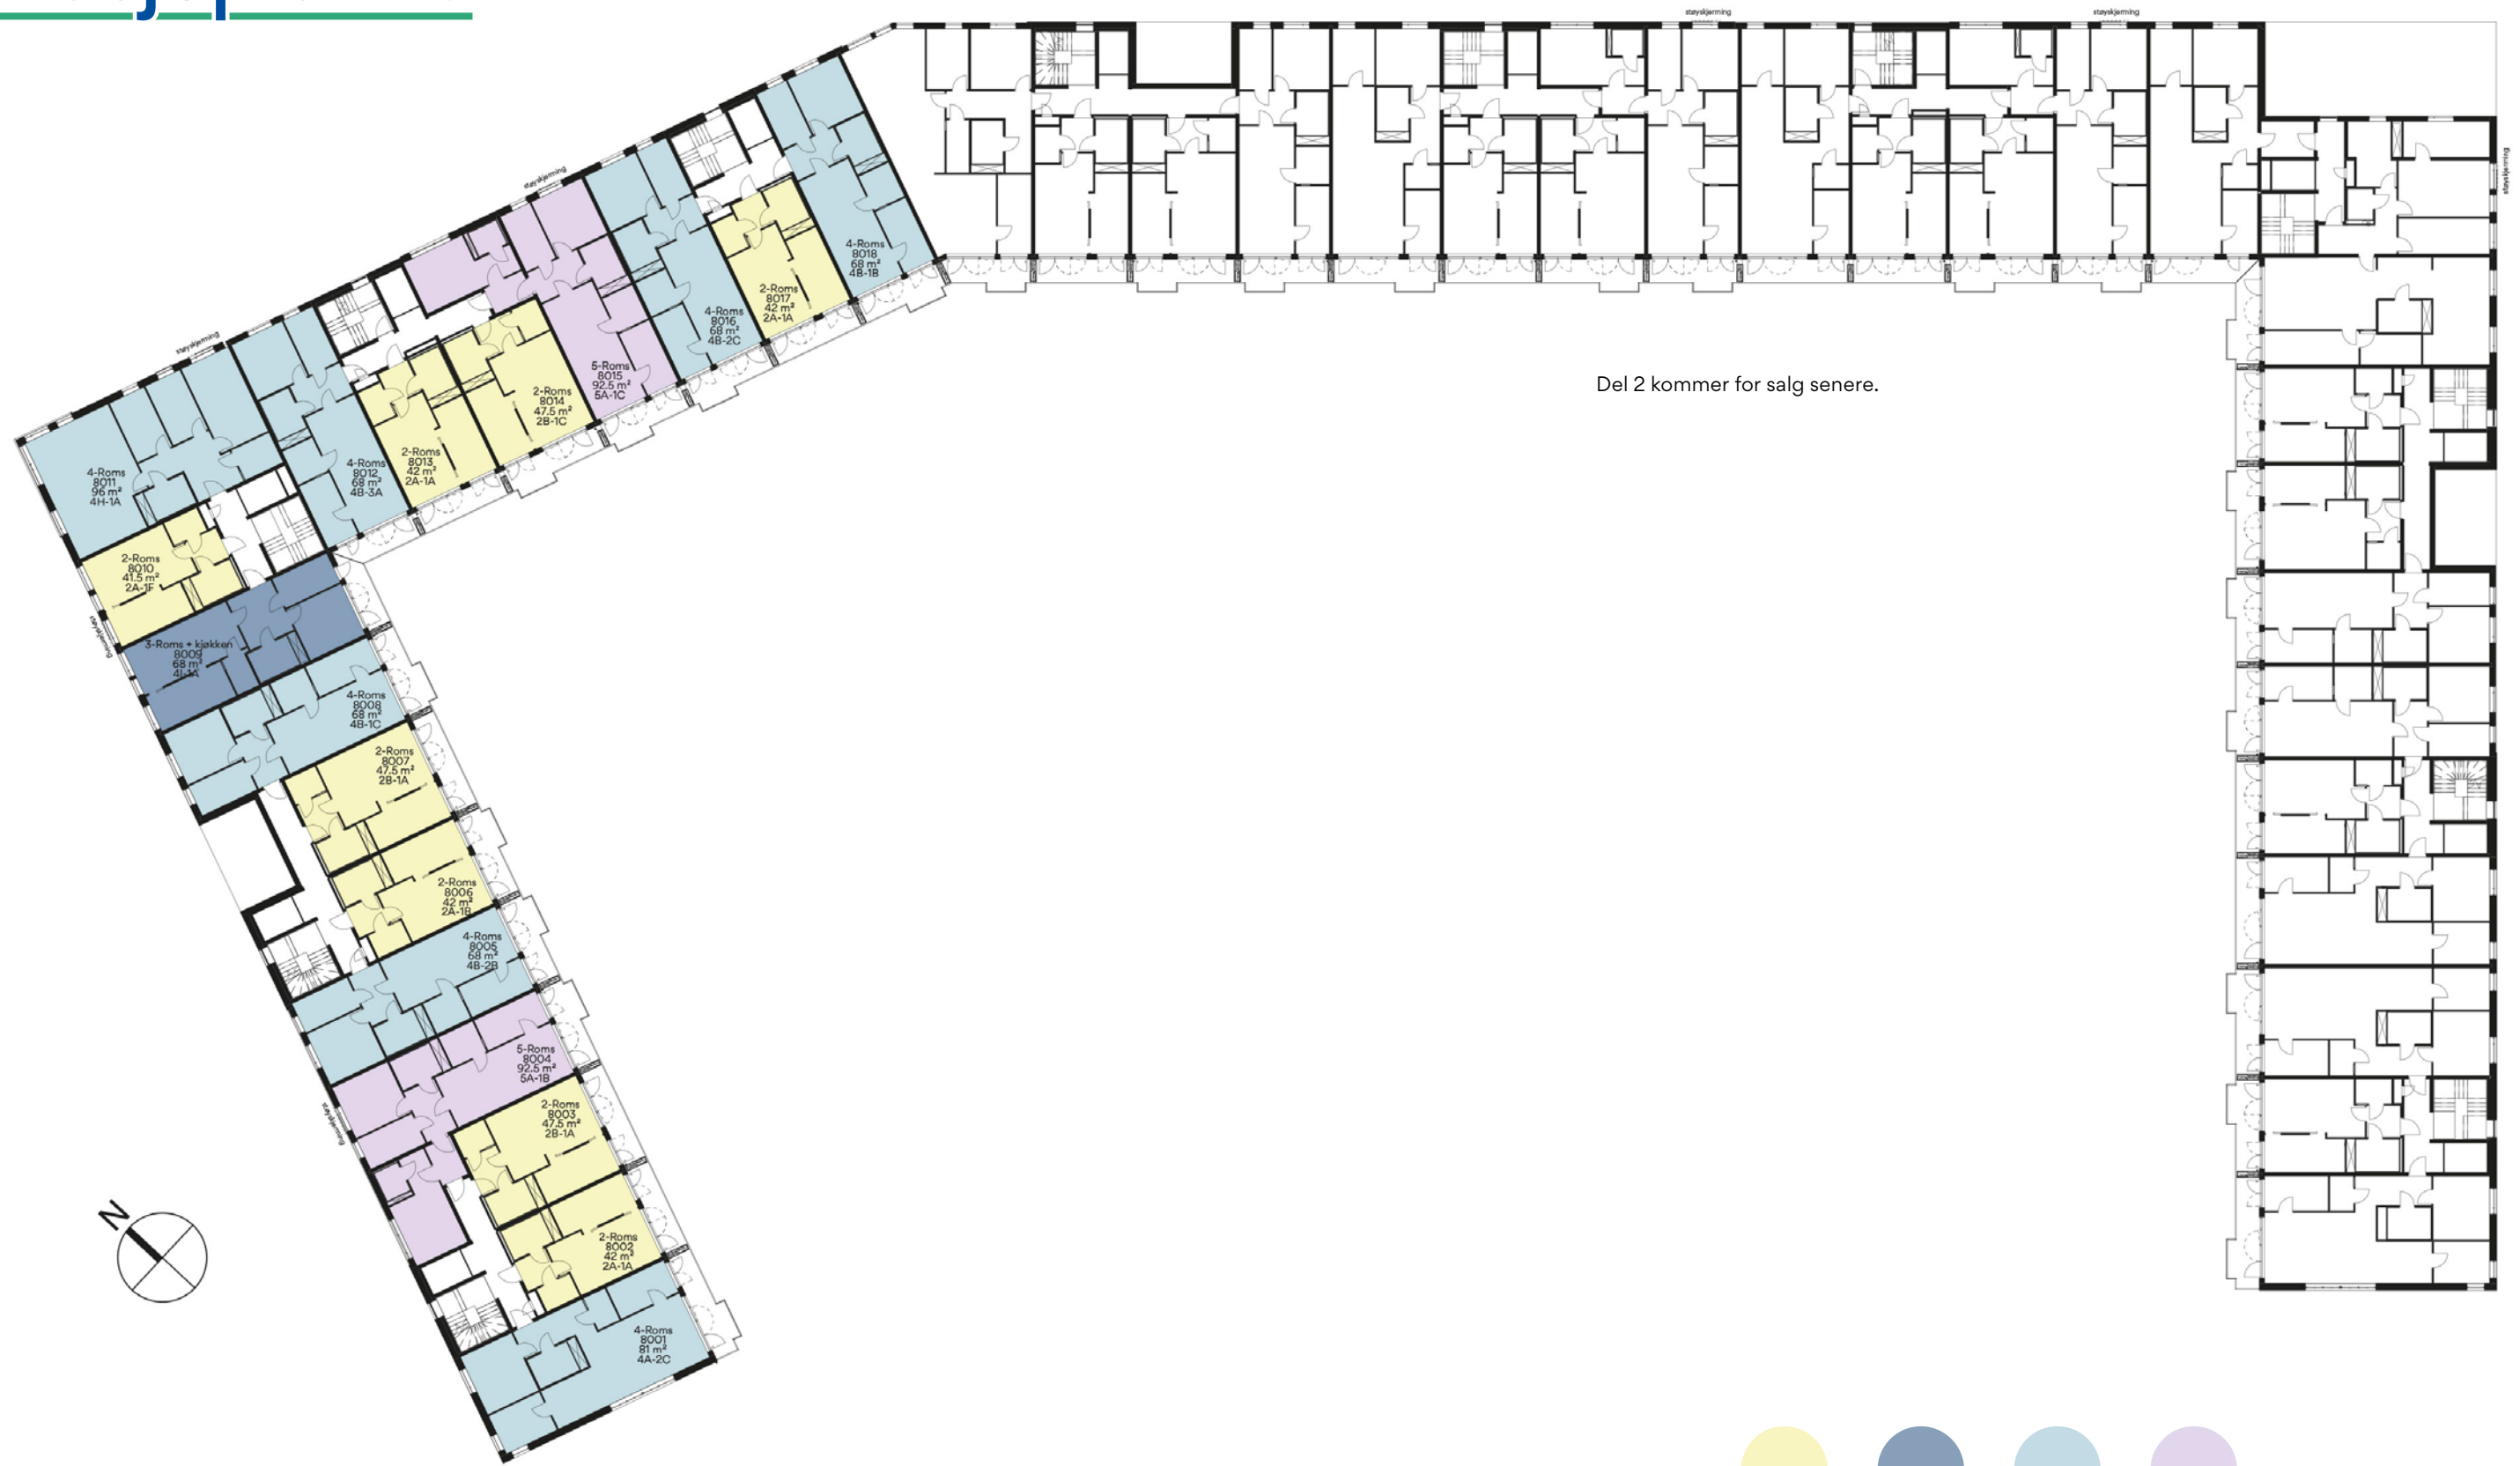 støyskjerming
støyskjerming
støyskjerming
støyskjerming
støyskjerming
4-Roms
8018
68 m²
4B-1B
2-Roms
8017
42 m²
2A-1A
4-Roms
8016
68 m²
4B-2C
5-Roms
8015
92.5 m²
5A-1C
2-Roms
8014
47.5 m²
2B-1C
2-Roms
8013
42 m²
2A-1A
4-Roms
8012
68 m²
4B-3A
4-Roms
8011
96 m²
4H-1A
Del 2 kommer for salg senere.
2-Roms
8010
41.5 m²
2A-1F
støyskjerming
3-Roms + kjøkken
8009
68 m²
4-Roms
8008
68 m²
4B-1C
2-Roms
8007
47.5 m²
2B-1A
2-Roms
8006
42 m²
2A-1B
4-Roms
8005
68 m²
4B-2B
5-Roms
8004
92.5 m²
5A-1B
støyskjerming
2-Roms
8003
47.5 m²
2B-1A
2-Roms
8002
42 m²
2A-1A
4-Roms
8001
81 m²
4A-2C
N